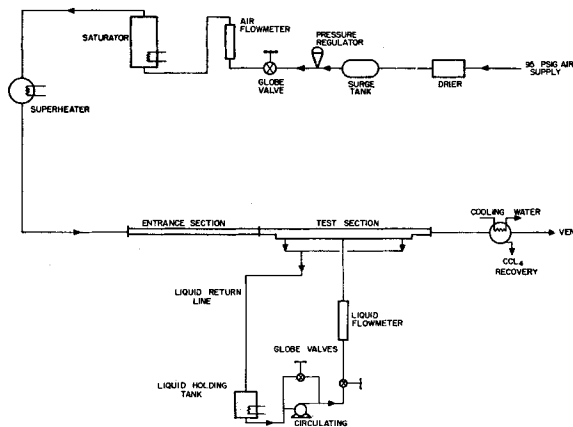 AIR
FLOWMETER
SATURATOR
PRESSURE
REGULATOR
GLOBE
VALVE
SURGE
TANK
DRIER
95 PSIG AIR
SUPPLY
SUPERHEATER
ENTRANCE SECTION
TEST SECTION
COOLING WATER
VEN
CCL4
RECOVERY
LIQUID RETURN
LINE
LIQUID
FLOWMETER
GLOBE VALVES
LIQUID HOLDING
TANK
CIRCULATING